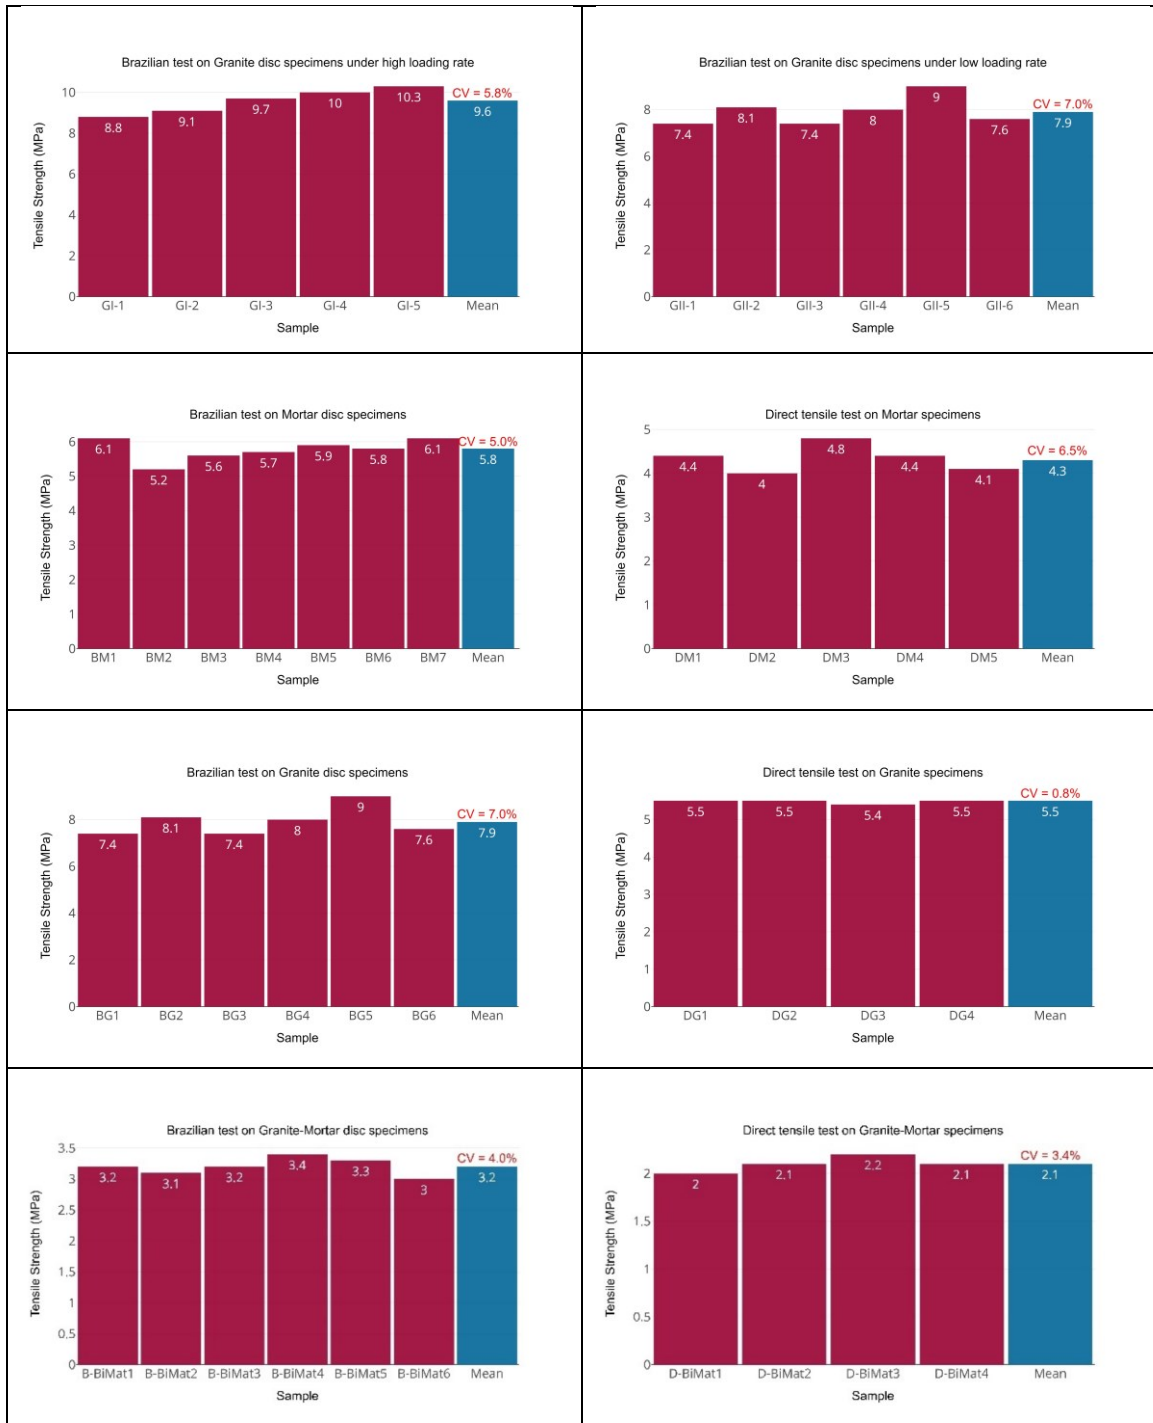 Brazilian test on Granite disc specimens under high loading rate
CV = 5.8%
10
8
6
4
2
0
Tensile Strength (MPa)
8.8
9.1
9.7
10
10.3
9.6
GI-1 GI-2 GI-3 GI-4 GI-5 Mean
Sample
Brazilian test on Granite disc specimens under low loading rate
CV = 7.0%
8
6
4
2
0
Tensile Strength (MPa)
7.4
8.1
7.4
8
9
7.6
7.9
GII-1 GII-2 GII-3 GII-4 GII-5 GII-6 Mean
Sample
Brazilian test on Mortar disc specimens
CV = 5.0%
6
5
4
3
2
1
0
Tensile Strength (MPa)
6.1
5.2
5.6
5.7
5.9
5.8
6.1
5.8
BM1 BM2 BM3 BM4 BM5 BM6 BM7 Mean
Sample
Direct tensile test on Mortar specimens
CV = 6.5%
5
4
3
2
1
0
Tensile Strength (MPa)
4.4
4
4.8
4.4
4.1
4.3
DM1 DM2 DM3 DM4 DM5 Mean
Sample
Brazilian test on Granite disc specimens
CV = 7.0%
8
6
4
2
0
Tensile Strength (MPa)
7.4
8.1
7.4
8
9
7.6
7.9
BG1 BG2 BG3 BG4 BG5 BG6 Mean
Sample
Direct tensile test on Granite specimens
CV = 0.8%
5
4
3
2
1
0
Tensile Strength (MPa)
5.5
5.5
5.4
5.5
5.5
DG1 DG2 DG3 DG4 Mean
Sample
Brazilian test on Granite-Mortar disc specimens
CV = 4.0%
3.5
3
2.5
2
1.5
1
0.5
0
Tensile Strength (MPa)
3.2
3.1
3.2
3.4
3.3
3
3.2
B-BiMat1 B-BiMat2 B-BiMat3 B-BiMat4 B-BiMat5 B-BiMat6 Mean
Sample
Direct tensile test on Granite-Mortar specimens
CV = 3.4%
2
1.5
1
0.5
0
Tensile Strength (MPa)
2
2.1
2.2
2.1
2.1
D-BiMat1 D-BiMat2 D-BiMat3 D-BiMat4 Mean
Sample